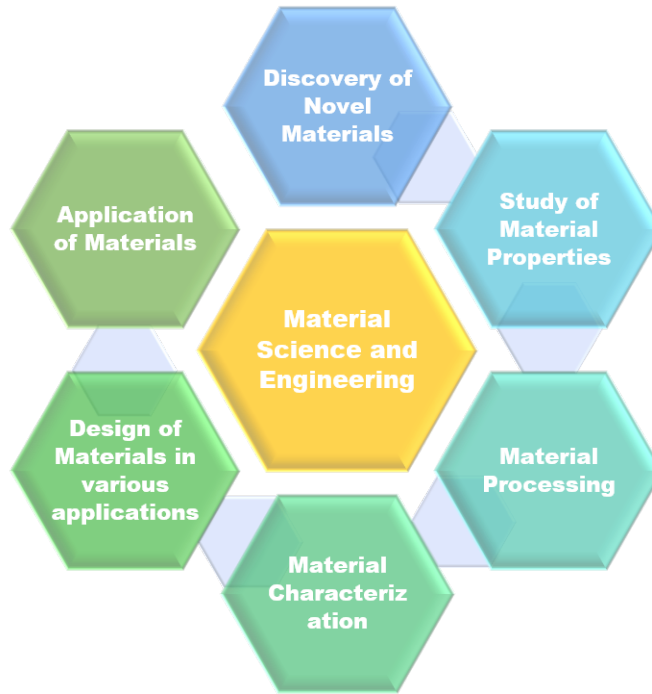 Discovery of
Novel
Materials
Study of
Material
Properties
Material
Processing
Material
Characteriz
ation
Design of
Materials in
various
applications
Application
of Materials
Material
Science and
Engineering